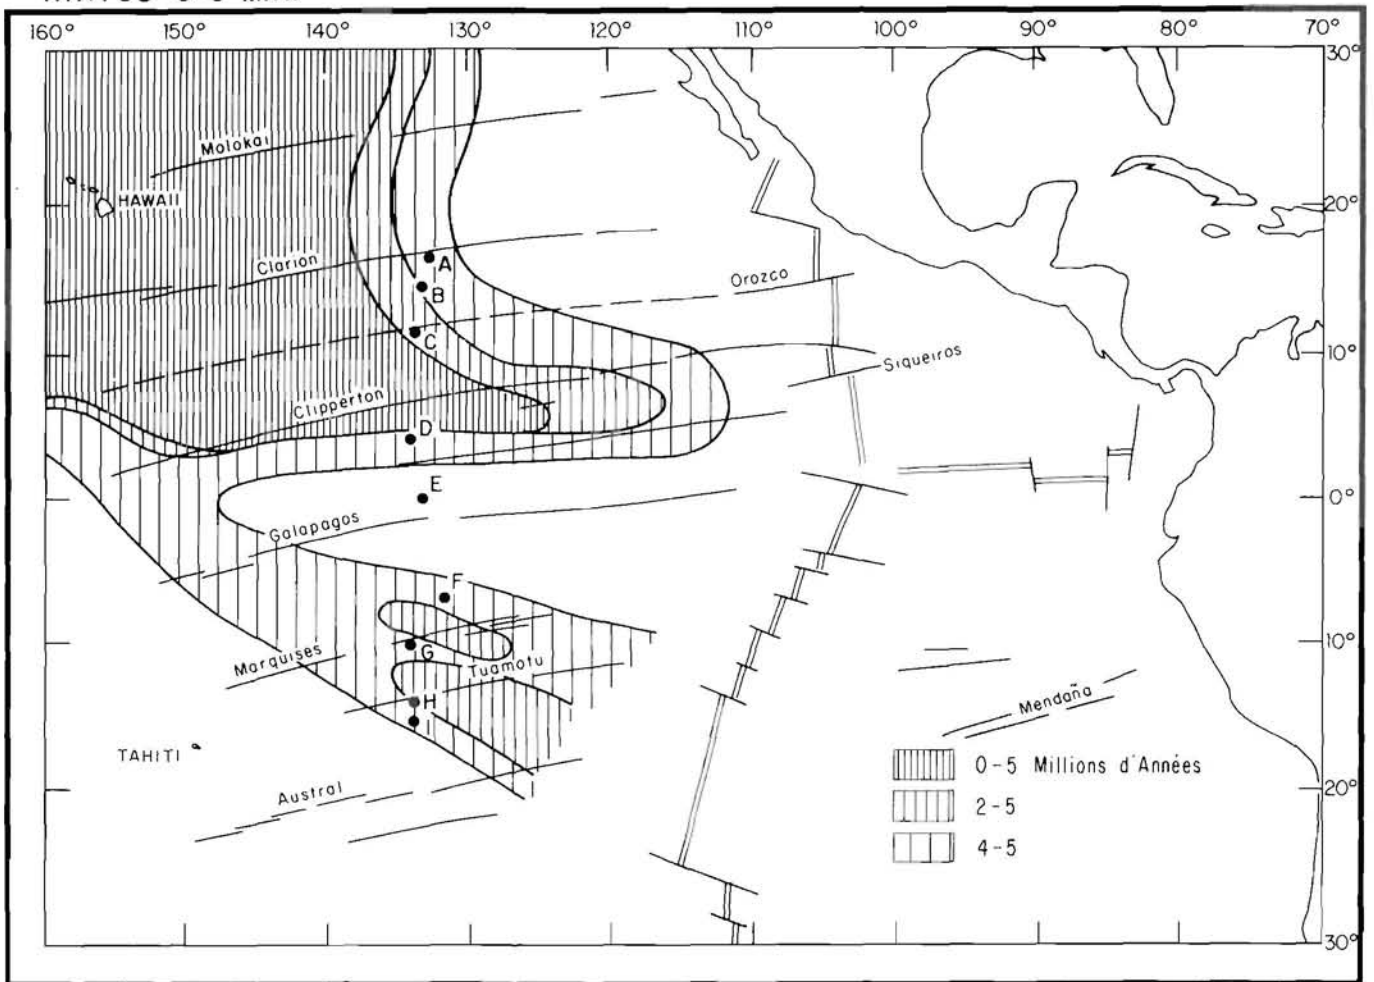 160° 150° 140° 130° 120° 110° 100° 90° 80° 70°
30°
Molokai
HAWAII
20°
Clarion
A
Orozco
B
C
10°
Siqueiros
Clipperton
D
E
0°
Galapagos
F
10°
G
Marquises
Tuamotu
H
Mendaña
TAHITI
0-5 Millions d'Années
20°
Austral
2-5
4-5
30°